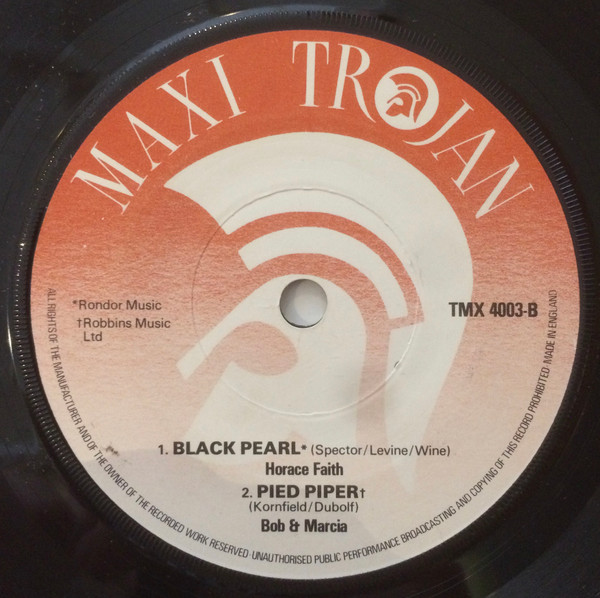 MAXI TROJAN
*Rondor Music
†Robbins Music
Ltd
TMX 4003-B
1. BLACK PEARL* (Spector/Levine/Wine)
Horace Faith
2. PIED PIPER†
(Kornfield/Dubolf)
Bob & Marcia
ALL RIGHTS OF THE MANUFACTURER AND OF THE OWNER OF THE RECORDED WORK RESERVED · UNAUTHORISED PUBLIC PERFORMANCE BROADCASTING AND COPYING OF THIS RECORD PROHIBITED · MADE IN ENGLAND